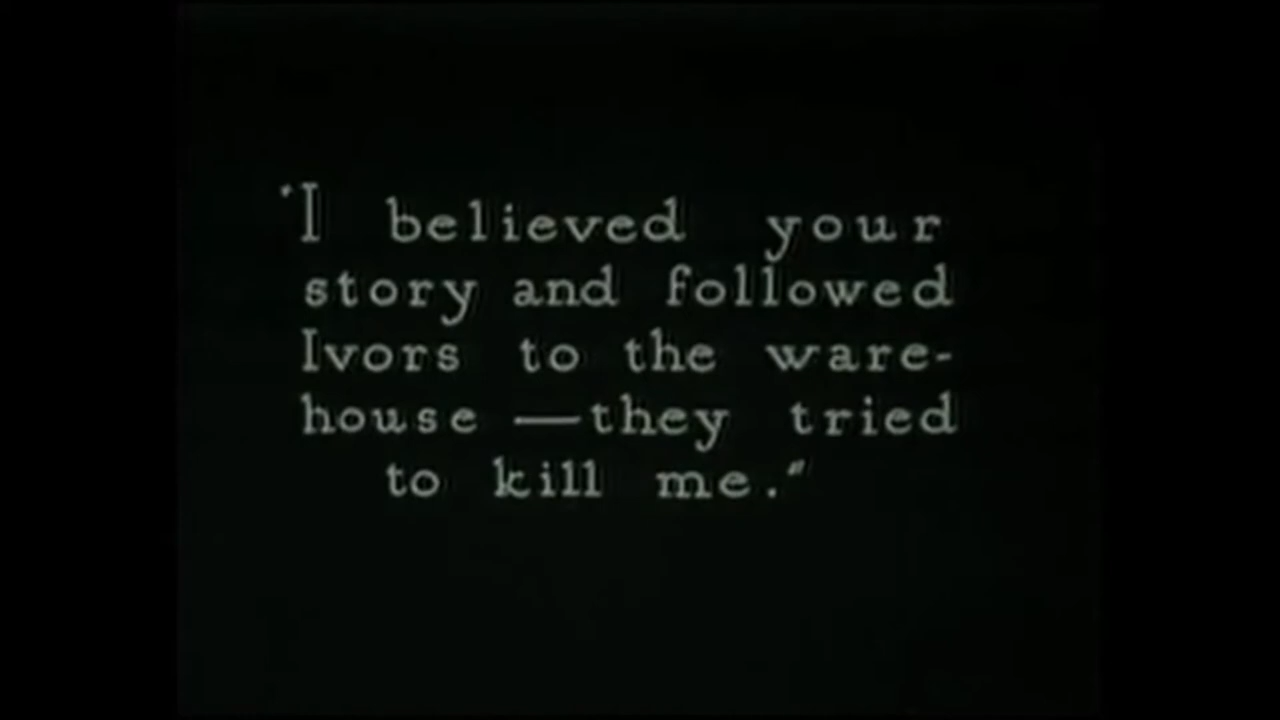 "I believed your
story and followed
Ivors to the ware-
house —they tried
to kill me."